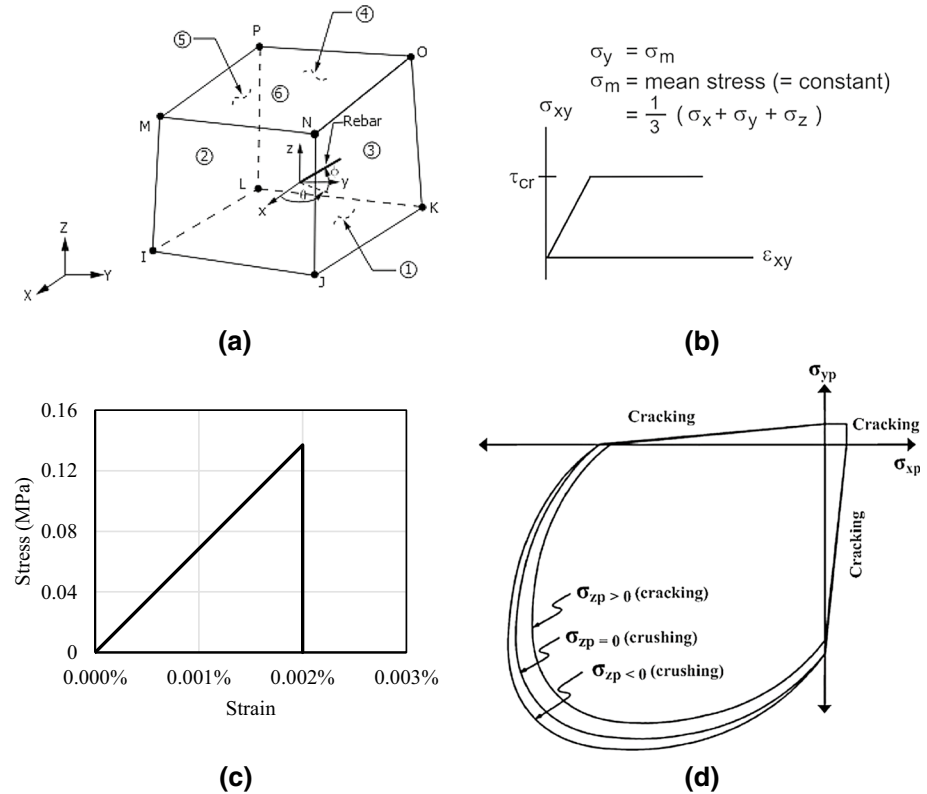 ④
P
⑤
O
⑥
M
N
Rebar
②
③
z
ϕ
L
θ
y
x
K
Z
I
Y
①
X
J
(a)
σy = σm
σm = mean stress (= constant)
σxy
= 1/3 (σx + σy + σz)
τcr
εxy
(b)
0.16
0.12
0.08
0.04
0
Stress (MPa)
0.000% 0.001% 0.002% 0.003%
Strain
(c)
σyp
Cracking
Cracking
σxp
Cracking
σzp > 0 (cracking)
σzp = 0 (crushing)
σzp < 0 (crushing)
(d)